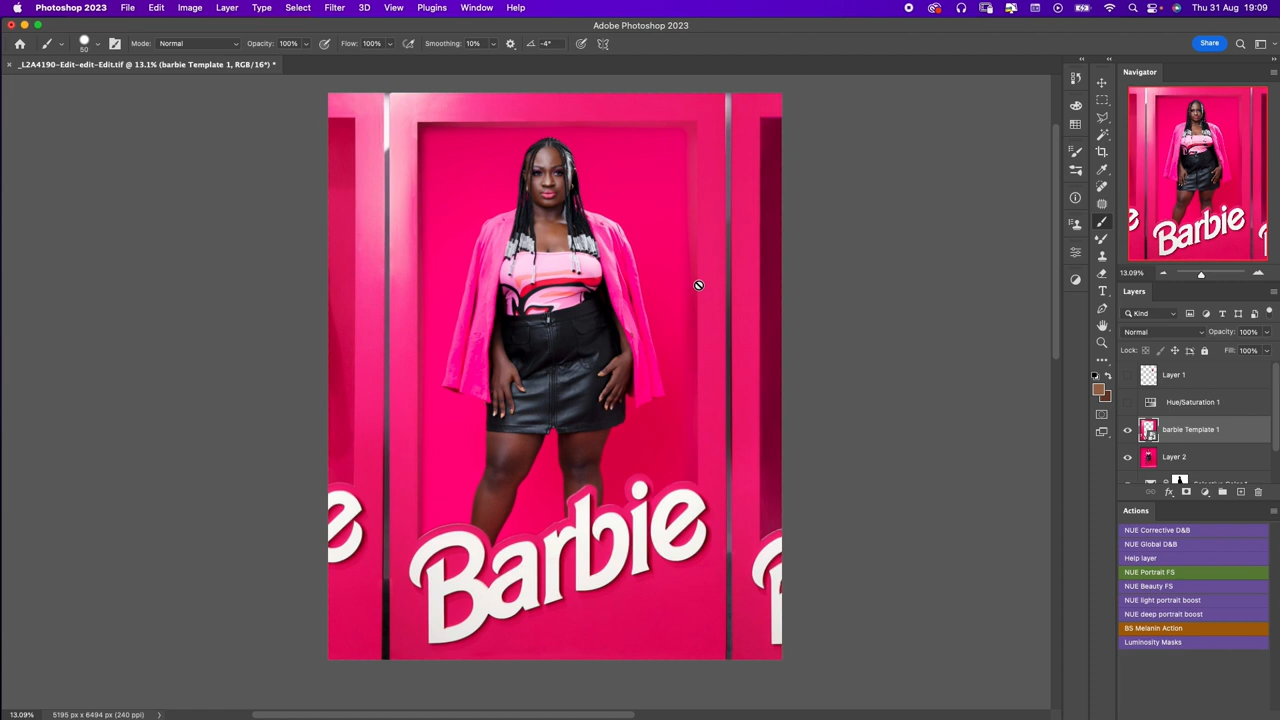 Photoshop 2023 File Edit Image Layer Type Select Filter 3D View Plugins Window Help Thu 31 Aug 19:09
Adobe Photoshop 2023
50 Mode: Normal Opacity: 100% Flow: 100% Smoothing: 10% -4° Share
_L2A4190-Edit-edit-Edit.tif @ 13.1% (barbie Template 1, RGB/16*) *
Navigator
Barbie
13.09%
Layers
Kind
Normal Opacity: 100%
Lock: Fill: 100%
Layer 1
Hue/Saturation 1
barbie Template 1
Layer 2
Actions
NUE Corrective D&B
NUE Global D&B
Help layer
NUE Portrait FS
NUE Beauty FS
NUE light portrait boost
NUE deep portrait boost
BS Melanin Action
Luminosity Masks
e
Barbie
13.09% 5195 px x 6494 px (240 ppi)